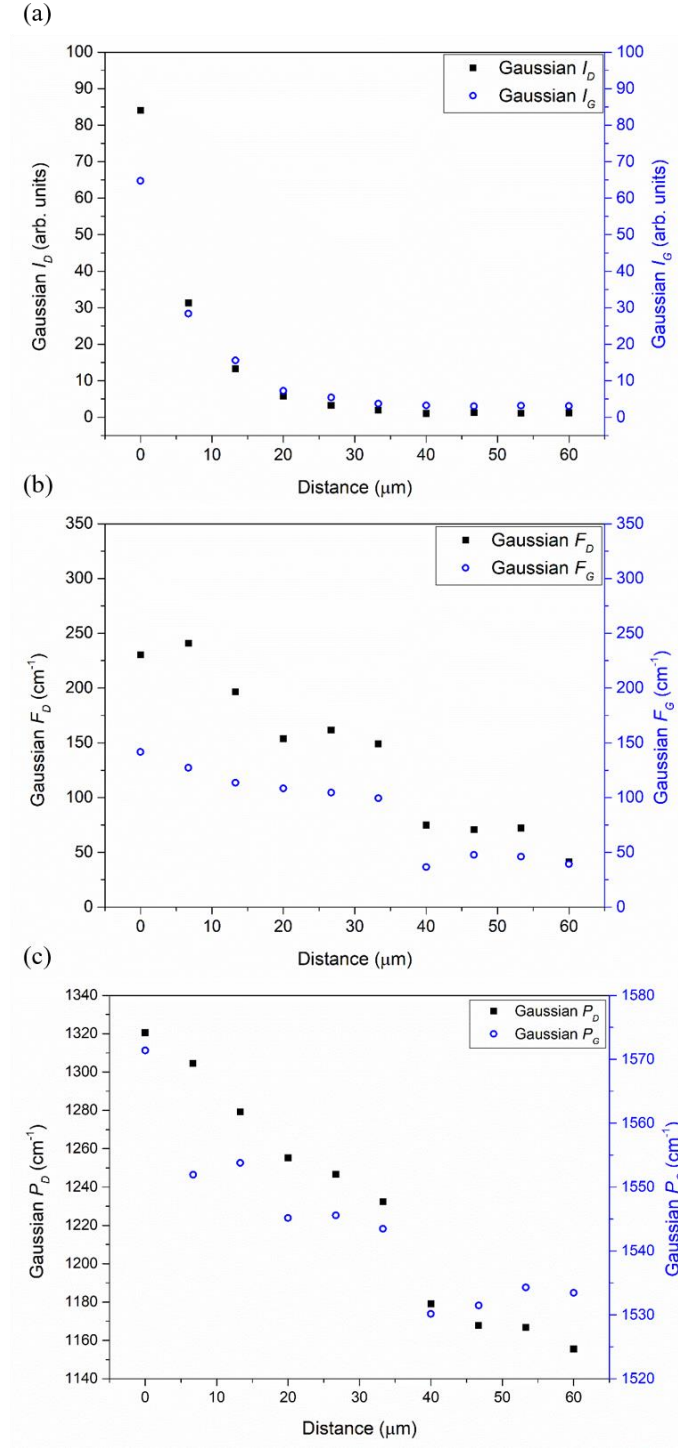 (a)
Gaussian I_D
Gaussian I_G
100
90
80
70
60
50
40
30
20
10
0
Gaussian I_D (arb. units)
100
90
80
70
60
50
40
30
20
10
0
Gaussian I_G (arb. units)
0 10 20 30 40 50 60
Distance (μm)
(b)
Gaussian F_D
Gaussian F_G
350
300
250
200
150
100
50
0
Gaussian F_D (cm⁻¹)
350
300
250
200
150
100
50
0
Gaussian F_G (cm⁻¹)
0 10 20 30 40 50 60
Distance (μm)
(c)
Gaussian P_D
Gaussian P_G
1340
1320
1300
1280
1260
1240
1220
1200
1180
1160
1140
Gaussian P_D (cm⁻¹)
1580
1570
1560
1550
1540
1530
1520
Gaussian P_G (cm⁻¹)
0 10 20 30 40 50 60
Distance (μm)